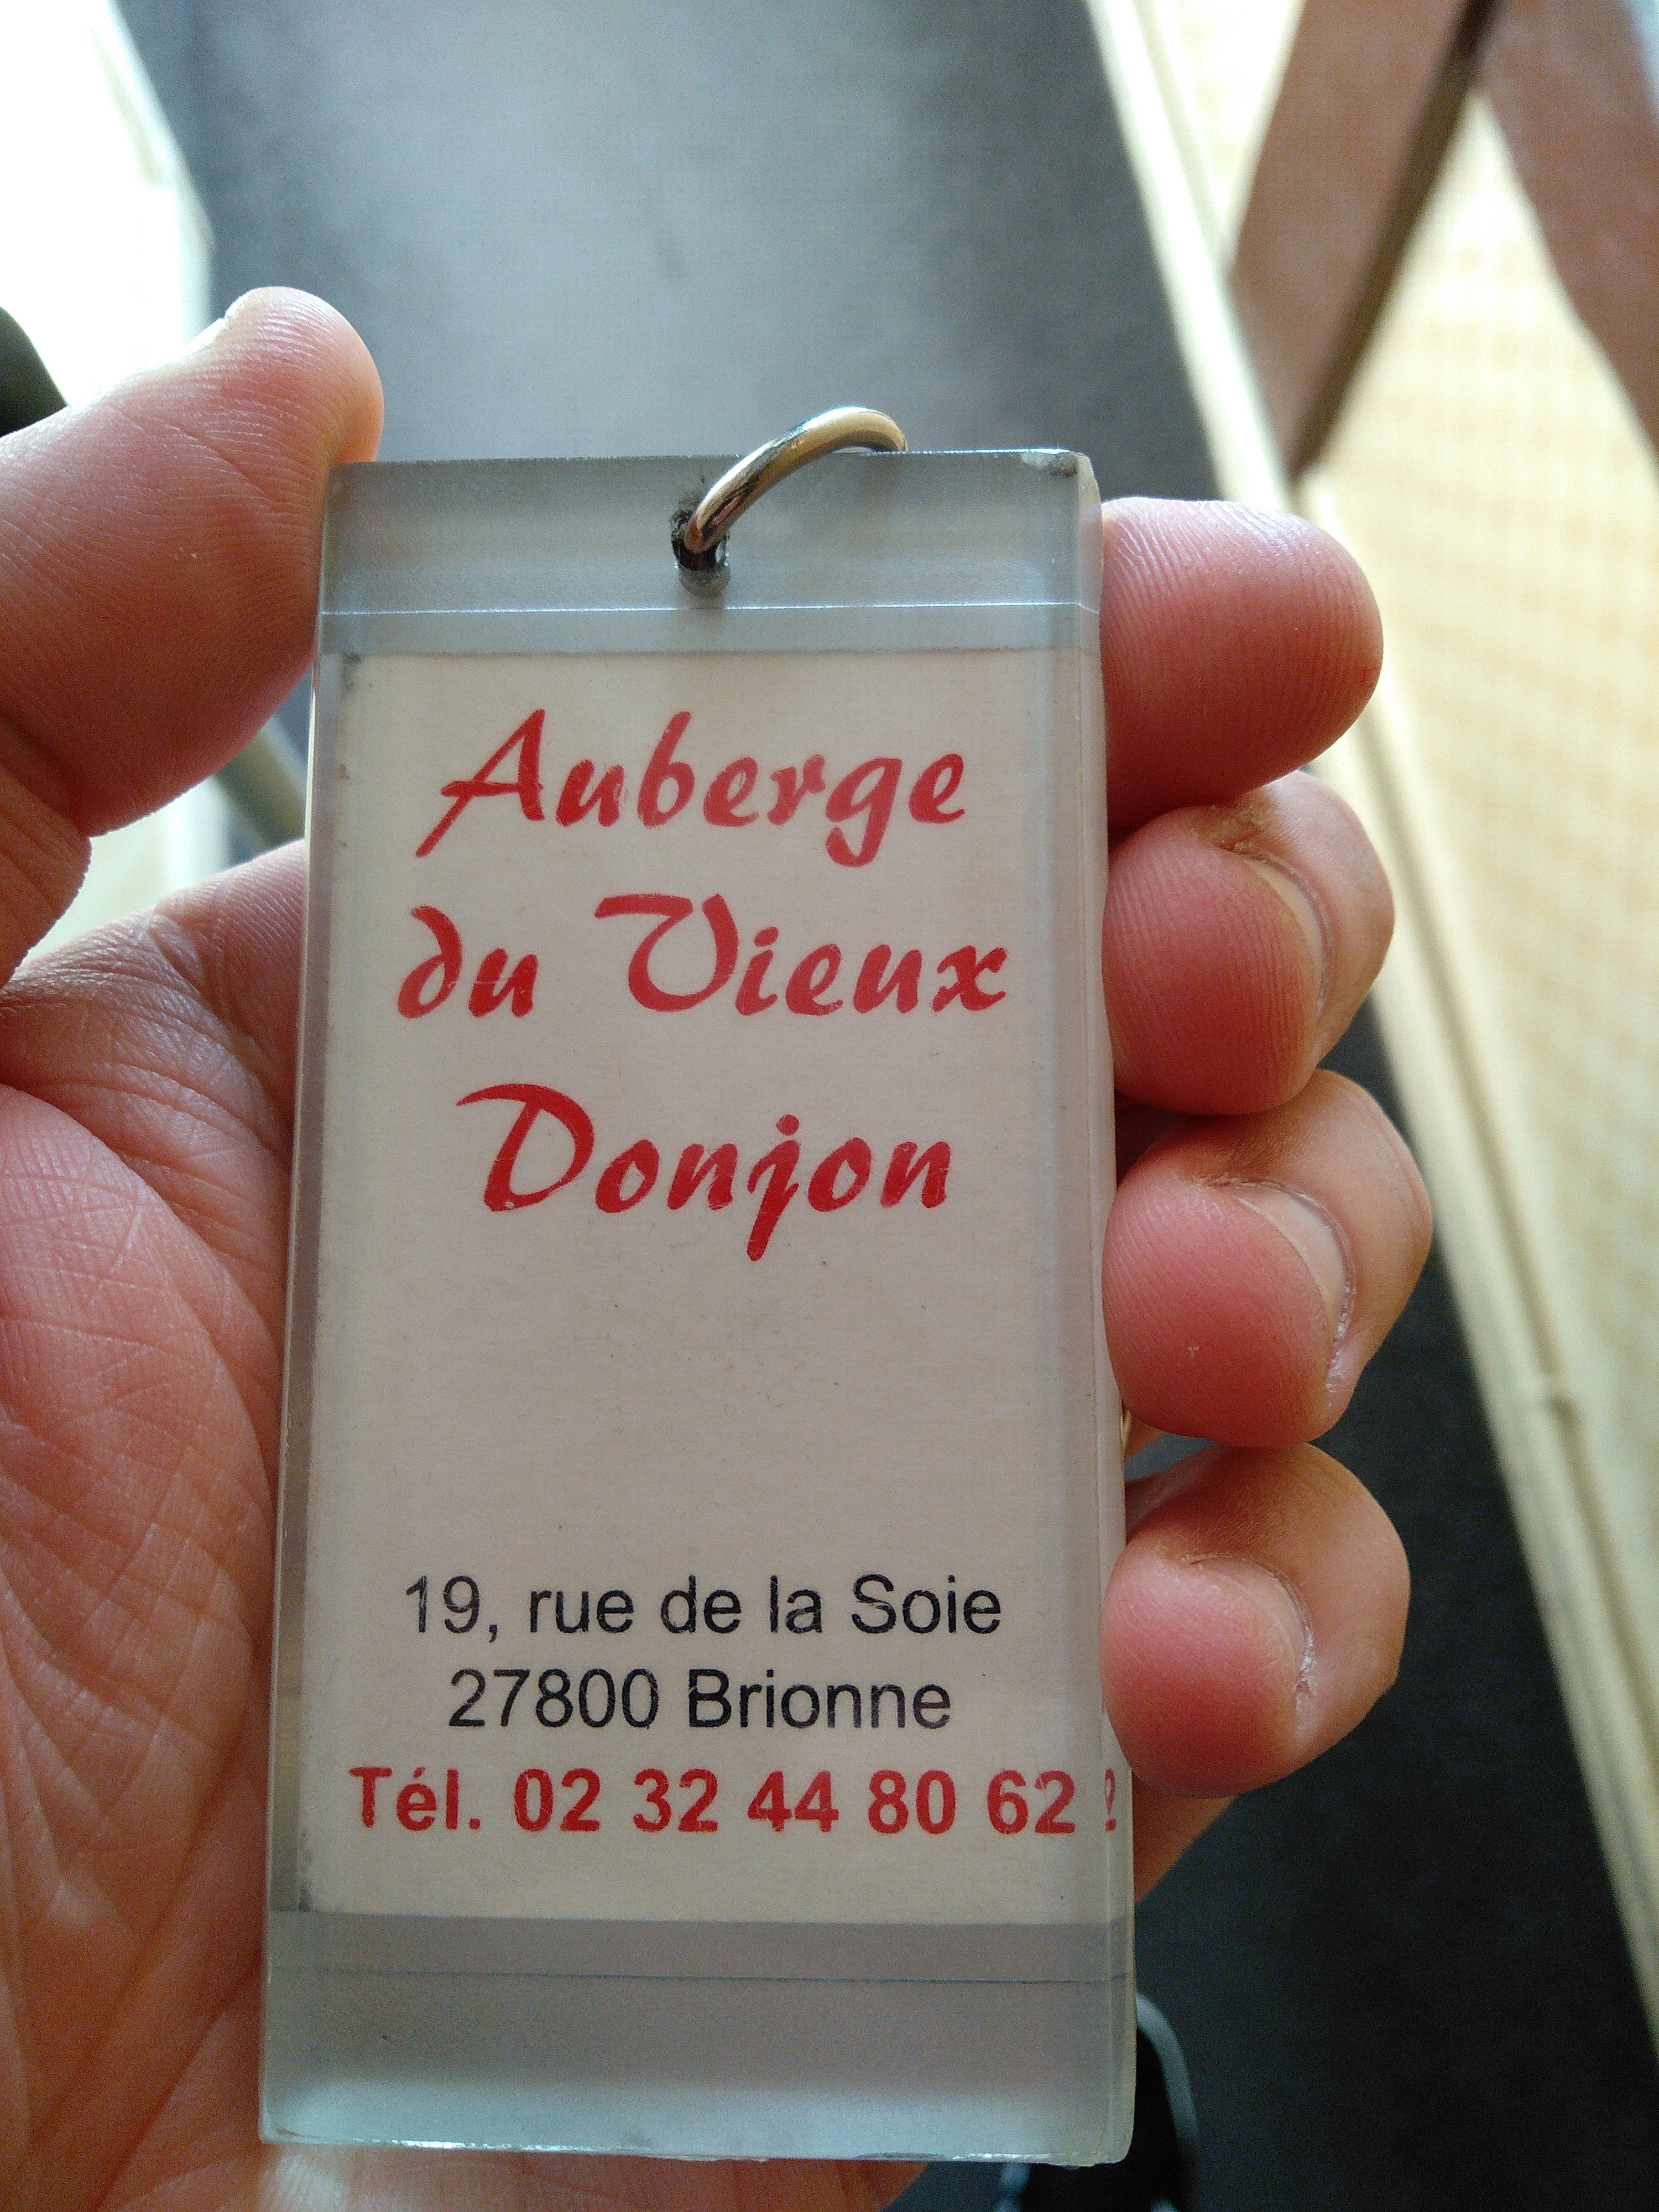 Auberge
du Vieux
Donjon
19, rue de la Soie
27800 Brionne
Tél. 02 32 44 80 62